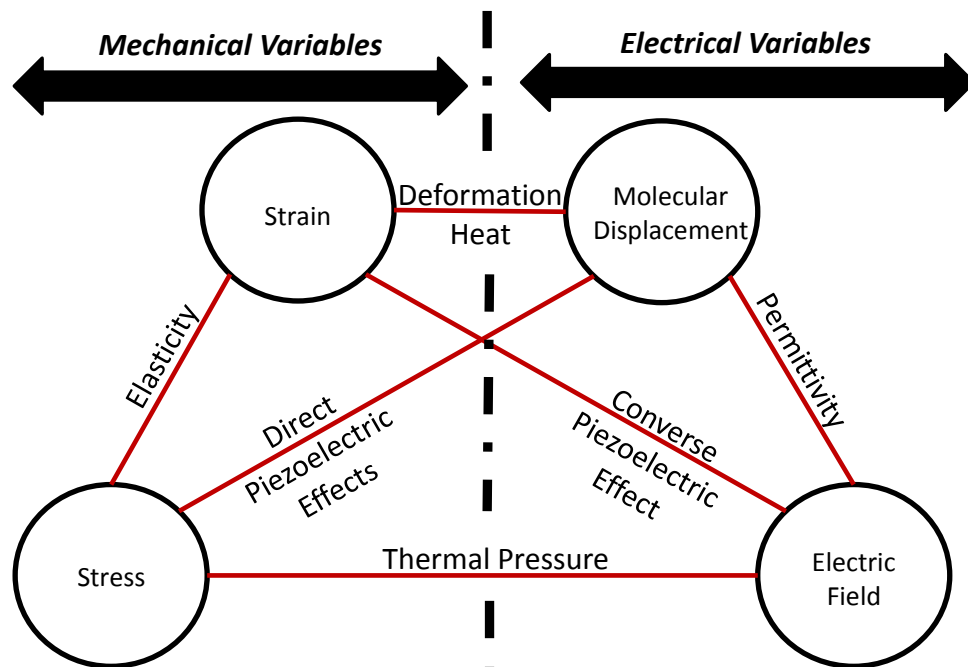 Mechanical Variables
Electrical Variables
Strain
Deformation
Heat
Molecular
Displacement
Elasticity
Permittivity
Direct
Piezoelectric
Effects
Converse
Piezoelectric
Effect
Stress
Thermal Pressure
Electric
Field